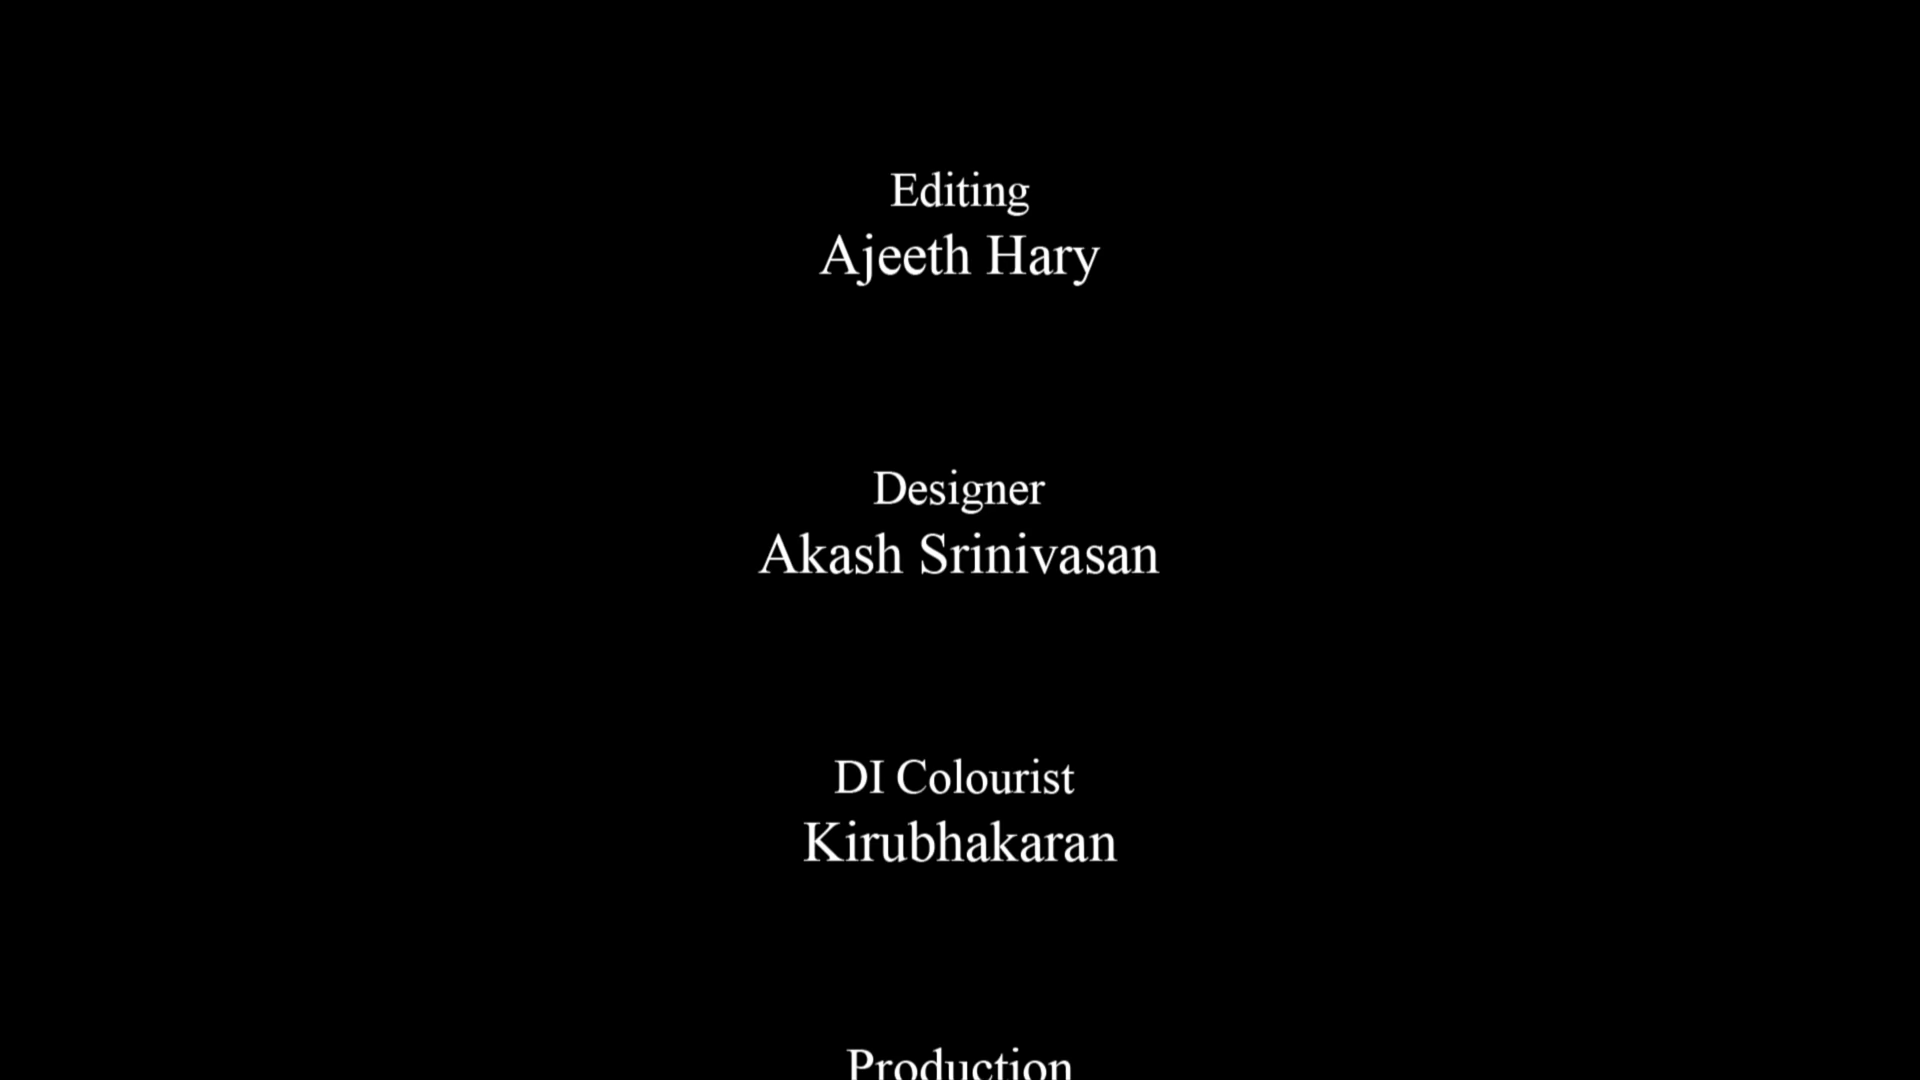 Editing
Ajeeth Hary
Designer
Akash Srinivasan
DI Colourist
Kirubhakaran
Production